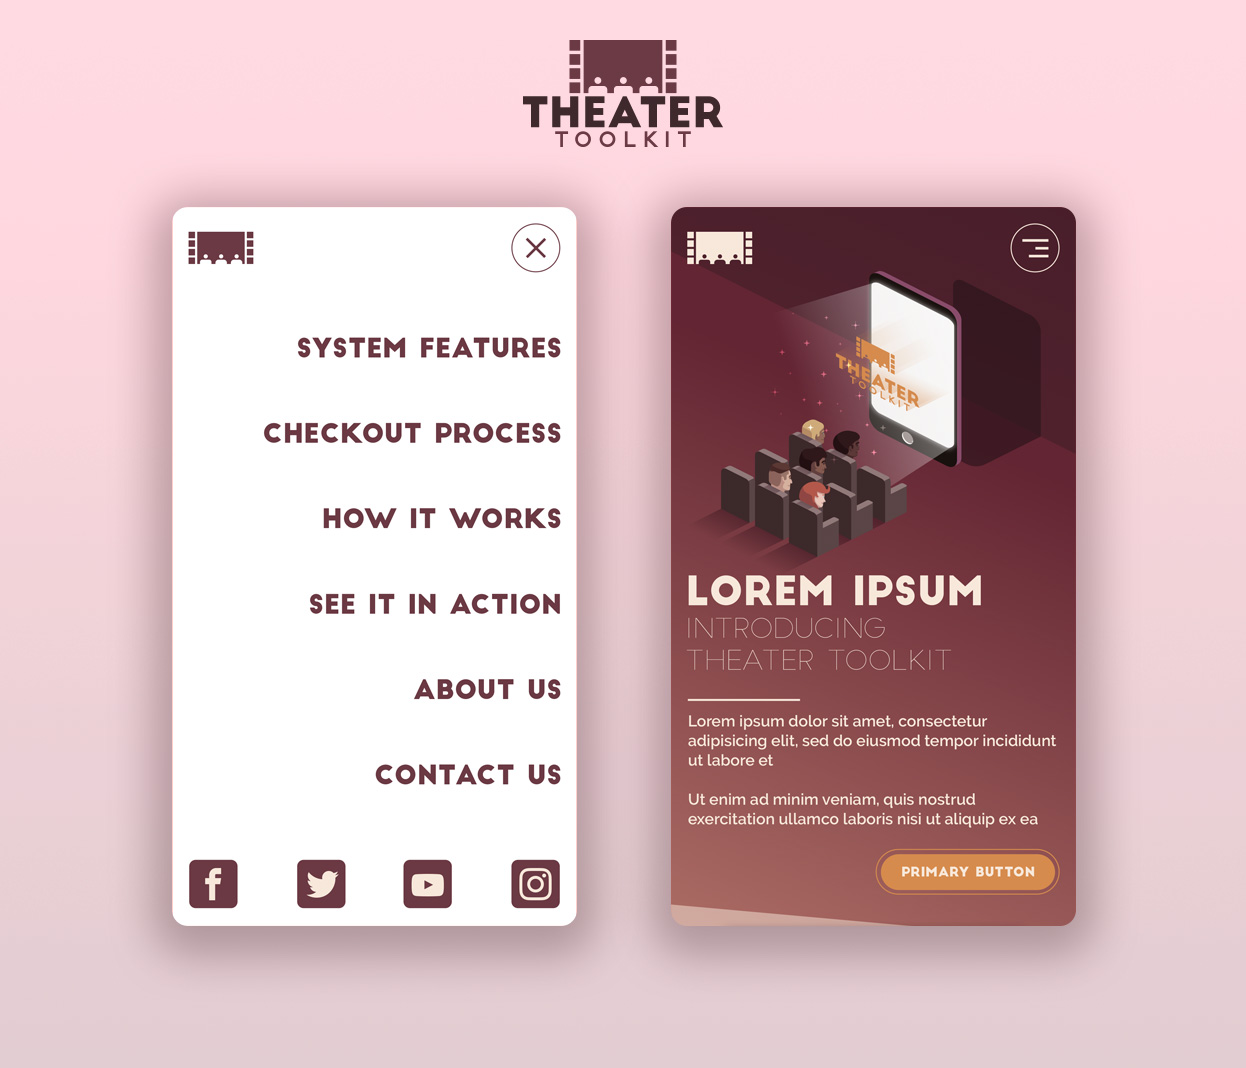 THEATER
TOOLKIT
SYSTEM FEATURES
CHECKOUT PROCESS
HOW IT WORKS
SEE IT IN ACTION
ABOUT US
CONTACT US
THEATER
TOOLKIT
LOREM IPSUM
INTRODUCING
THEATER TOOLKIT
Lorem ipsum dolor sit amet, consectetur
adipisicing elit, sed do eiusmod tempor incididunt
ut labore et
Ut enim ad minim veniam, quis nostrud
exercitation ullamco laboris nisi ut aliquip ex ea
PRIMARY BUTTON